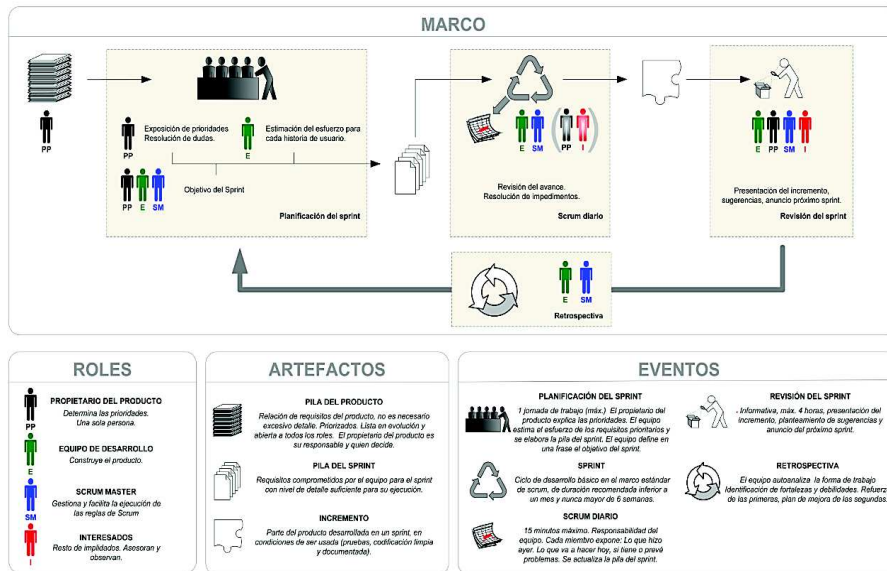 MARCO
PP
PP
Exposición de prioridades
Resolución de dudas.
E
Estimación del esfuerzo para
cada historia de usuario.
PP E SM
Objetivo del Sprint
Planificación del sprint
E SM PP I
Revisión del avance.
Resolución de impedimentos.
Scrum diario
E PP SM I
Presentación del incremento,
sugerencias, anuncio próximo sprint.
Revisión del sprint
E SM
Retrospectiva
ROLES
PROPIETARIO DEL PRODUCTO
Determina las prioridades.
Una sola persona.
PP
EQUIPO DE DESARROLLO
Construye el producto.
E
SCRUM MASTER
Gestiona y facilita la ejecución de
las reglas de Scrum
SM
INTERESADOS
Resto de implidados. Asesoran y
observan.
I
ARTEFACTOS
PILA DEL PRODUCTO
Relación de requisitos del producto, no es necesario
excesivo detalle. Priorizados. Lista en evolución y
abierta a todos los roles. El propietario del producto es
su responsable y quien decide.
PILA DEL SPRINT
Requisitos comprometidos por el equipo para el sprint
con nivel de detalle suficiente para su ejecución.
INCREMENTO
Parte del producto desarrollada en un sprint, en
condiciones de ser usada (pruebas, codificación limpia
y documentada).
EVENTOS
PLANIFICACIÓN DEL SPRINT
1 jornada de trabajo (máx.) El propietario del
producto explica las prioridades. El equipo
estima el esfuerzo de los requisitos prioritarios y
se elabora la pila del sprint. El equipo define en
una frase el objetivo del sprint.
SPRINT
Ciclo de desarrollo básico en el marco estándar
de scrum, de duración recomendada inferior a
un mes y nunca mayor de 6 semanas.
SCRUM DIARIO
15 minutos máximo. Responsabilidad del
equipo. Cada miembro expone: Lo que hizo
ayer. Lo que va a hacer hoy, si tiene o prevé
problemas. Se actualiza la pila del sprint.
REVISIÓN DEL SPRINT
- Informativa, máx. 4 horas, presentación del
incremento, planteamiento de sugerencias y
anuncio del próximo sprint.
RETROSPECTIVA
El equipo autoanaliza la forma de trabajo
Identificación de fortalezas y debilidades. Refuerzo
de las primeras, plan de mejora de las segundas.